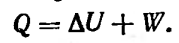 Q = ΔU + W.